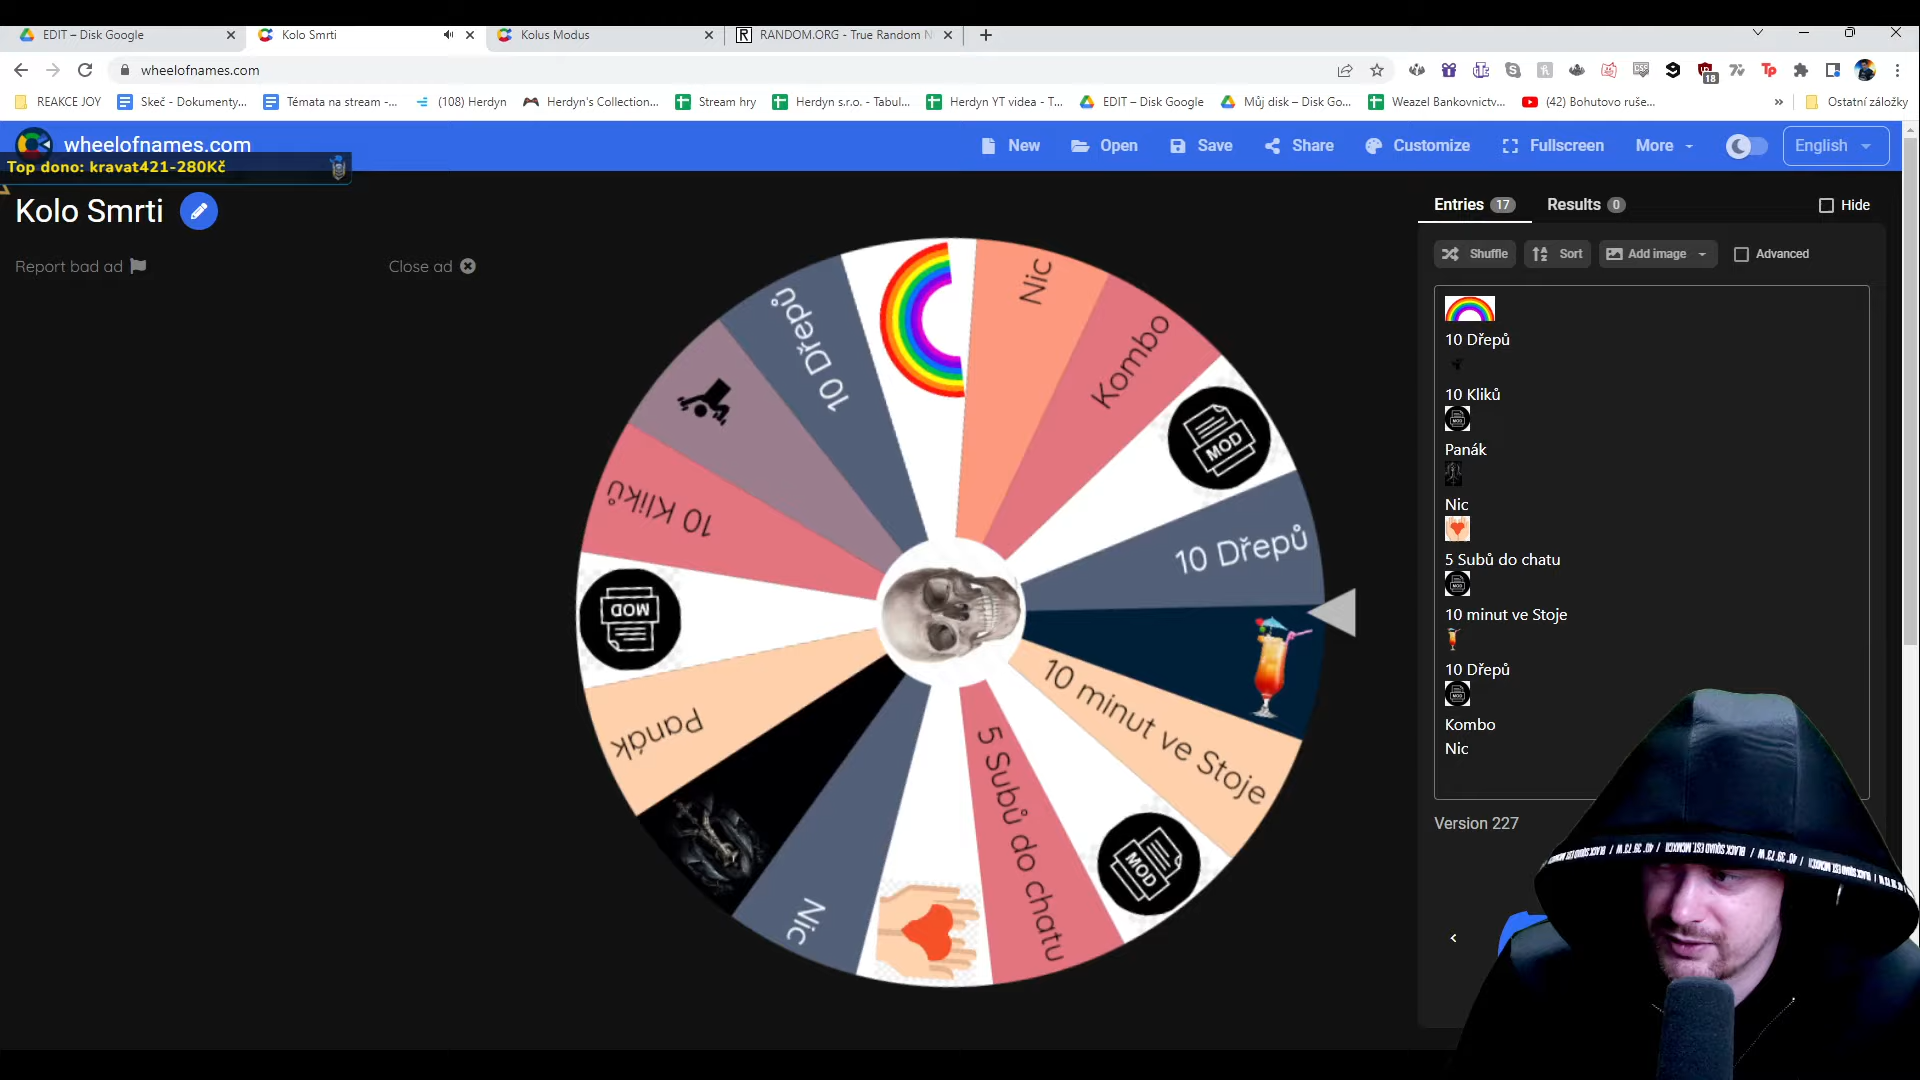 EDIT – Disk Google
Kolo Smrti
Kolus Modus
RANDOM.ORG - True Random N
wheelofnames.com
18
REAKCE JOY
Skeč - Dokumenty...
Témata na stream -...
(108) Herdyn
Herdyn's Collection...
Stream hry
Herdyn s.r.o. - Tabul...
Herdyn YT videa - T...
EDIT – Disk Google
Můj disk – Disk Go...
Weazel Bankovnictv...
(42) Bohutovo ruše...
»
Ostatní záložky
wheelofnames.com
New
Open
Save
Share
Customize
Fullscreen
More
English
Top dono: kravat421-280Kč
Kolo Smrti
Report bad ad
Close ad
Entries 17
Results 0
Hide
Shuffle
Sort
Add image
Advanced
10 Dřepů
10 Kliků
Panák
Nic
5 Subů do chatu
10 minut ve Stoje
10 Dřepů
Kombo
Nic
Version 227
Nic
Kombo
MOD
10 Dřepů
10 minut ve Stoje
MOD
5 Subů do chatu
Nic
Panák
MOD
10 Kliků
10 Dřepů